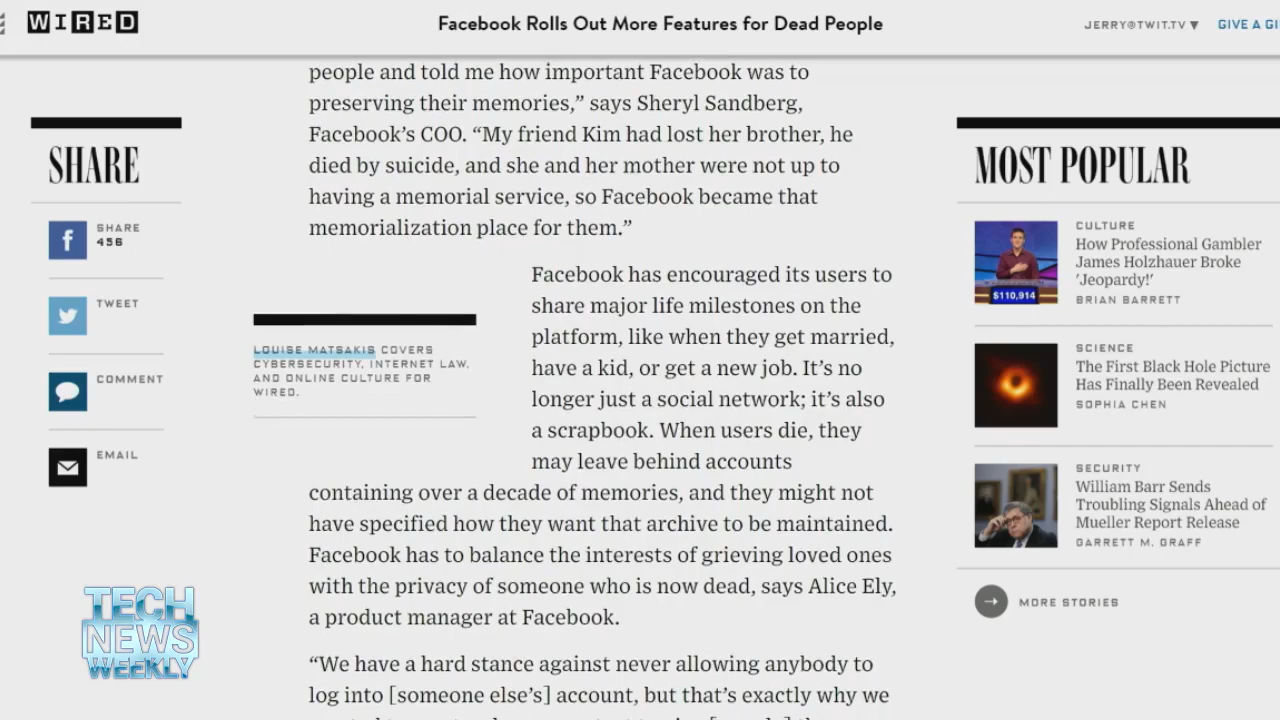 WIRED
Facebook Rolls Out More Features for Dead People
JERRY@TWIT.TV
GIVE A GI
people and told me how important Facebook was to
preserving their memories,” says Sheryl Sandberg,
Facebook’s COO. “My friend Kim had lost her brother, he
died by suicide, and she and her mother were not up to
having a memorial service, so Facebook became that
memorialization place for them.”
SHARE
SHARE
456
TWEET
COMMENT
EMAIL
LOUISE MATSAKIS COVERS
CYBERSECURITY, INTERNET LAW,
AND ONLINE CULTURE FOR
WIRED.
Facebook has encouraged its users to
share major life milestones on the
platform, like when they get married,
have a kid, or get a new job. It’s no
longer just a social network; it’s also
a scrapbook. When users die, they
may leave behind accounts
containing over a decade of memories, and they might not
have specified how they want that archive to be maintained.
Facebook has to balance the interests of grieving loved ones
with the privacy of someone who is now dead, says Alice Ely,
a product manager at Facebook.
“We have a hard stance against never allowing anybody to
log into [someone else’s] account, but that’s exactly why we
MOST POPULAR
$110,914
CULTURE
How Professional Gambler
James Holzhauer Broke
'Jeopardy!'
BRIAN BARRETT
SCIENCE
The First Black Hole Picture
Has Finally Been Revealed
SOPHIA CHEN
SECURITY
William Barr Sends
Troubling Signals Ahead of
Mueller Report Release
GARRETT M. GRAFF
MORE STORIES
TECH
NEWS
WEEKLY